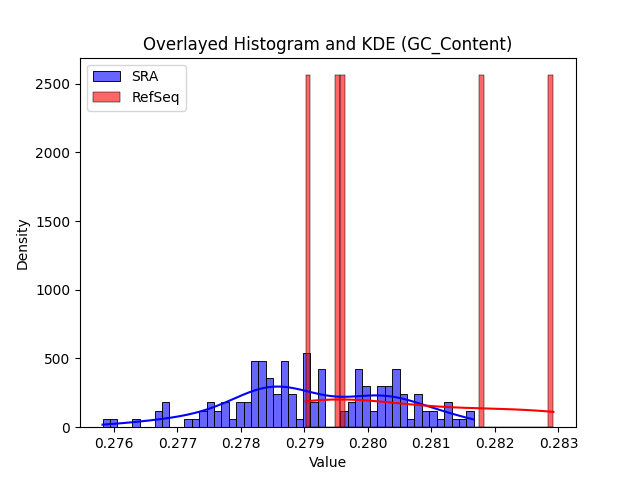 Overlayed Histogram and KDE (GC_Content)
SRA
RefSeq
2500
2000
1500
1000
500
0
Density
0.276 0.277 0.278 0.279 0.280 0.281 0.282 0.283
Value